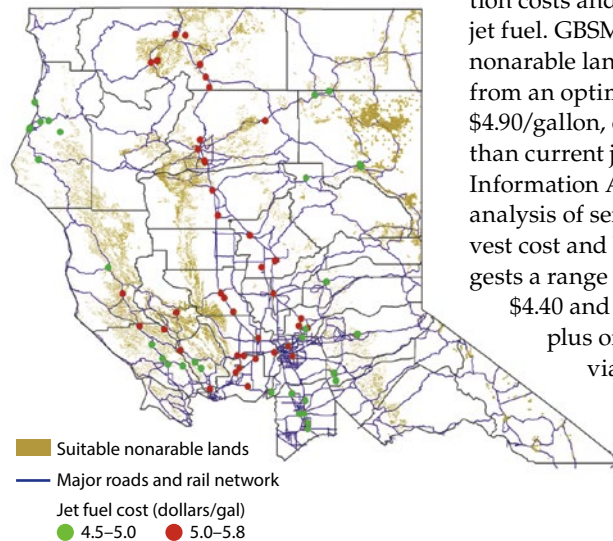 tion costs and
jet fuel. GBSM
nonarable lan
from an optim
$4.90/gallon, 
than current j
Information A
analysis of se
vest cost and
gests a range
$4.40 and
plus o
via
Suitable nonarable lands
Major roads and rail network
Jet fuel cost (dollars/gal)
4.5–5.0 5.0–5.8